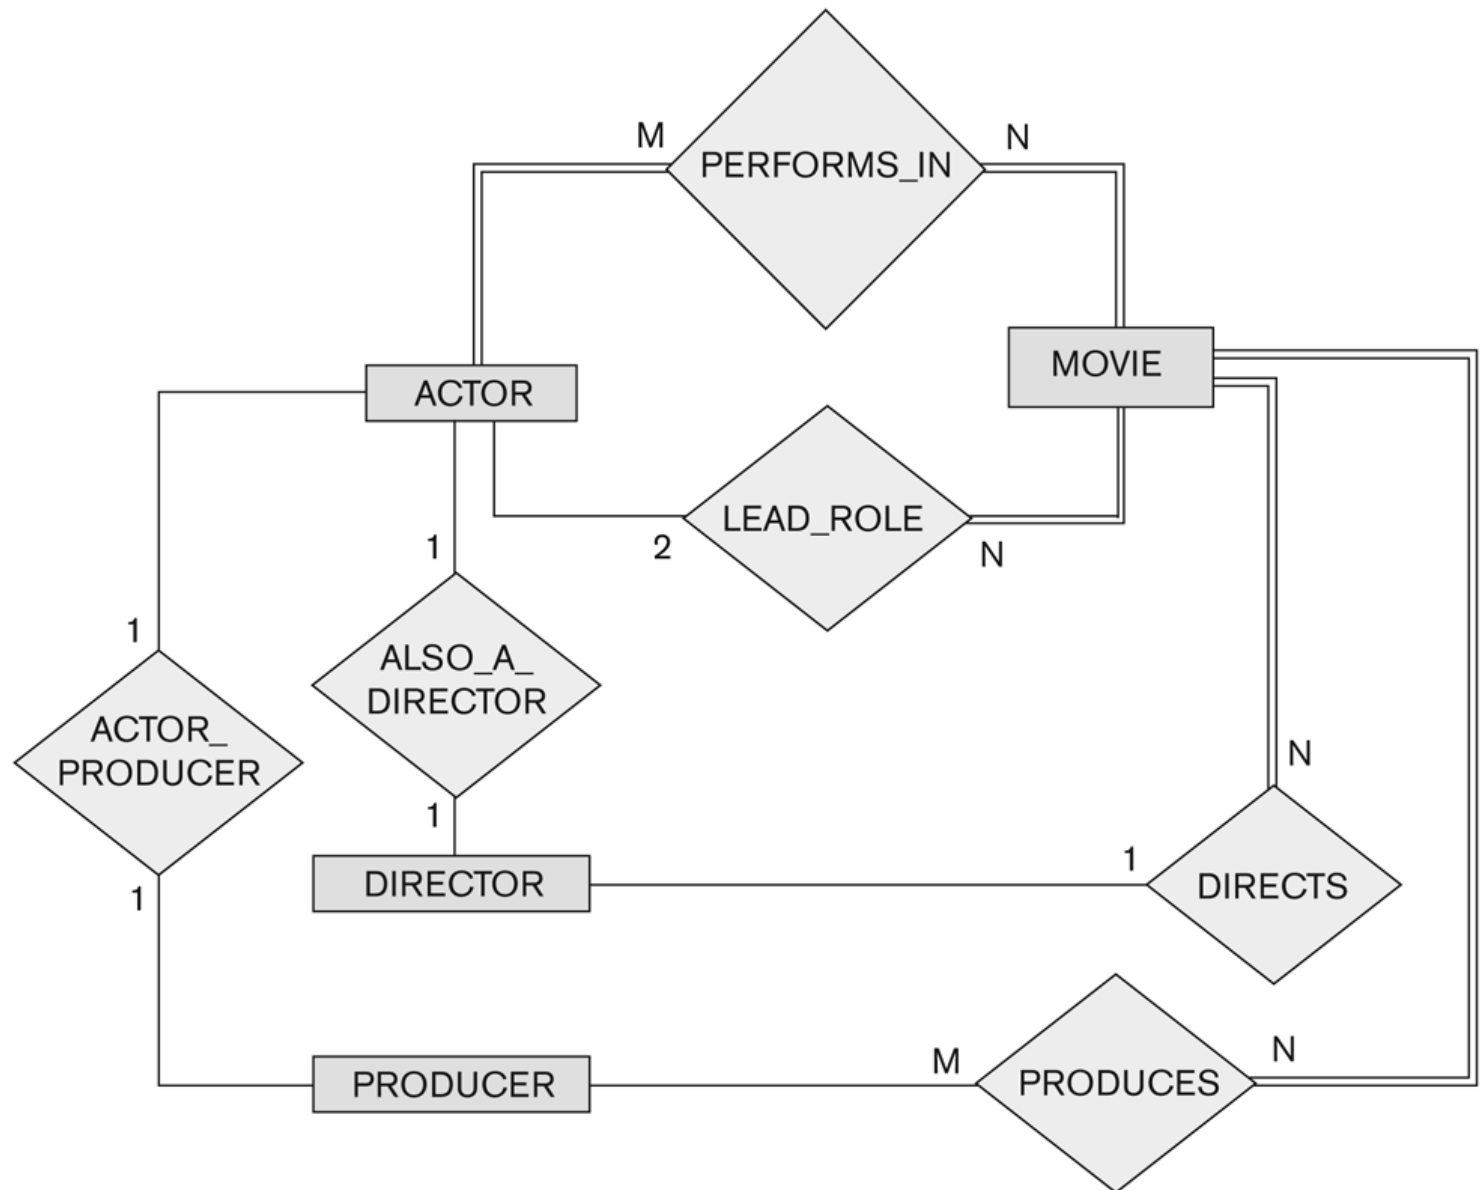 M
N
PERFORMS_IN
MOVIE
ACTOR
LEAD_ROLE
2
N
1
1
ALSO_A_
DIRECTOR
ACTOR_
PRODUCER
N
1
1
1
DIRECTOR
DIRECTS
M
N
PRODUCER
PRODUCES